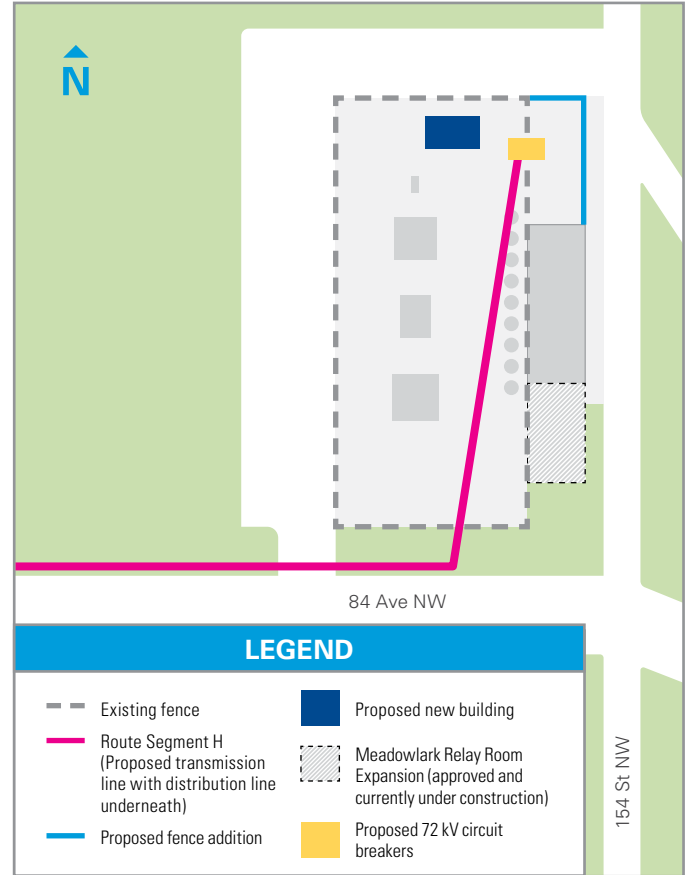 N
84 Ave NW
154 St NW
LEGEND
Existing fence
Route Segment H
(Proposed transmission
line with distribution line
underneath)
Proposed fence addition
Proposed new building
Meadowlark Relay Room
Expansion (approved and
currently under construction)
Proposed 72 kV circuit
breakers